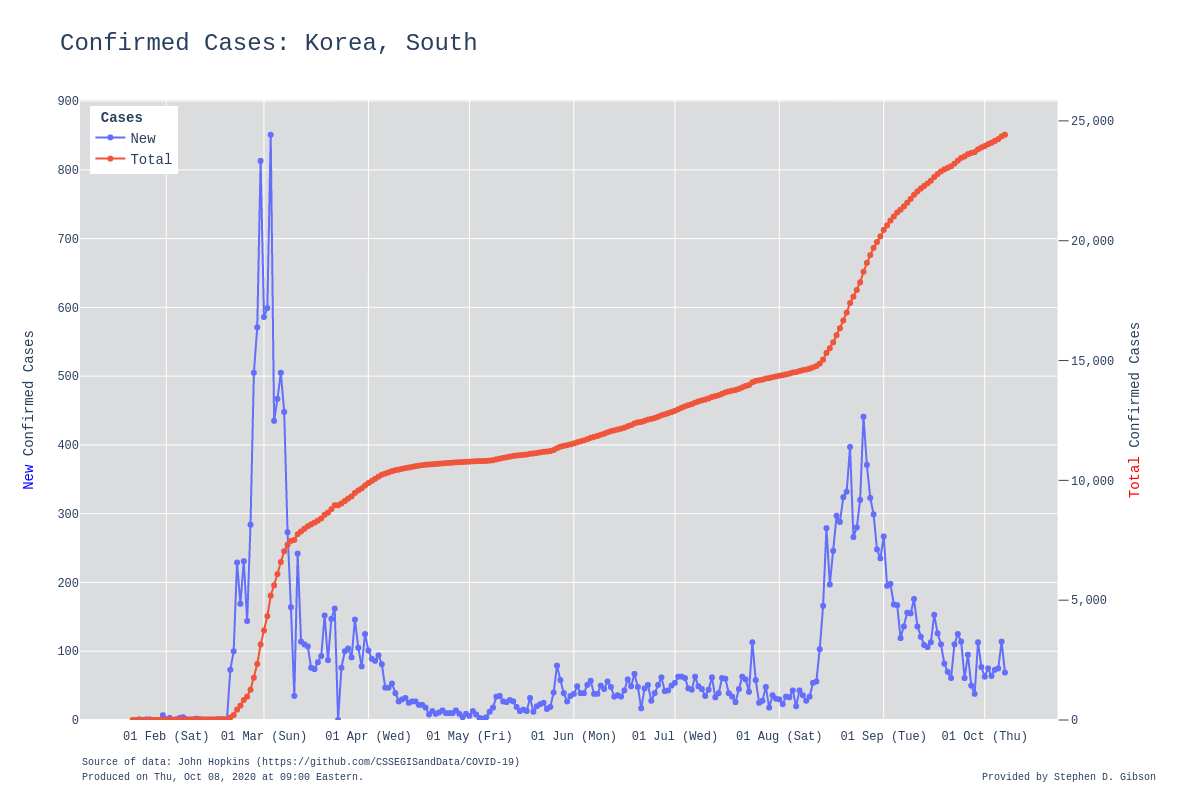 Confirmed Cases: Korea, South
Cases
New
Total
900
800
700
600
500
400
300
200
100
0
25,000
20,000
15,000
10,000
5,000
0
New Confirmed Cases
Total Confirmed Cases
01 Feb (Sat) 01 Mar (Sun) 01 Apr (Wed) 01 May (Fri) 01 Jun (Mon) 01 Jul (Wed) 01 Aug (Sat) 01 Sep (Tue) 01 Oct (Thu)
Source of data: John Hopkins (https://github.com/CSSEGISandData/COVID-19)
Produced on Thu, Oct 08, 2020 at 09:00 Eastern.
Provided by Stephen D. Gibson